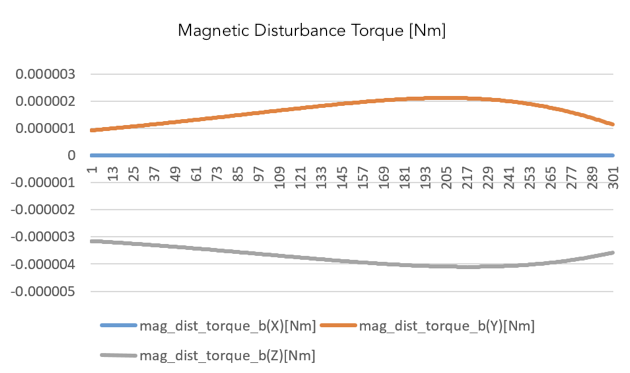 Magnetic Disturbance Torque [Nm]
0.000003
0.000002
0.000001
0
-0.000001
-0.000002
-0.000003
-0.000004
-0.000005
1 13 25 37 49 61 73 85 97 109 121 133 145 157 169 181 193 205 217 229 241 253 265 277 289 301
mag_dist_torque_b(X)[Nm] mag_dist_torque_b(Y)[Nm]
mag_dist_torque_b(Z)[Nm]